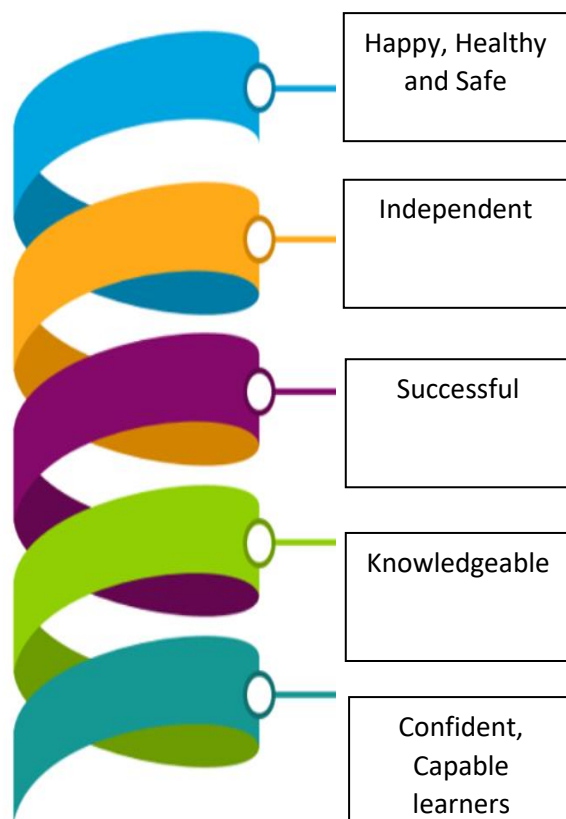 Happy, Healthy
and Safe
Independent
Successful
Knowledgeable
Confident,
Capable
learners